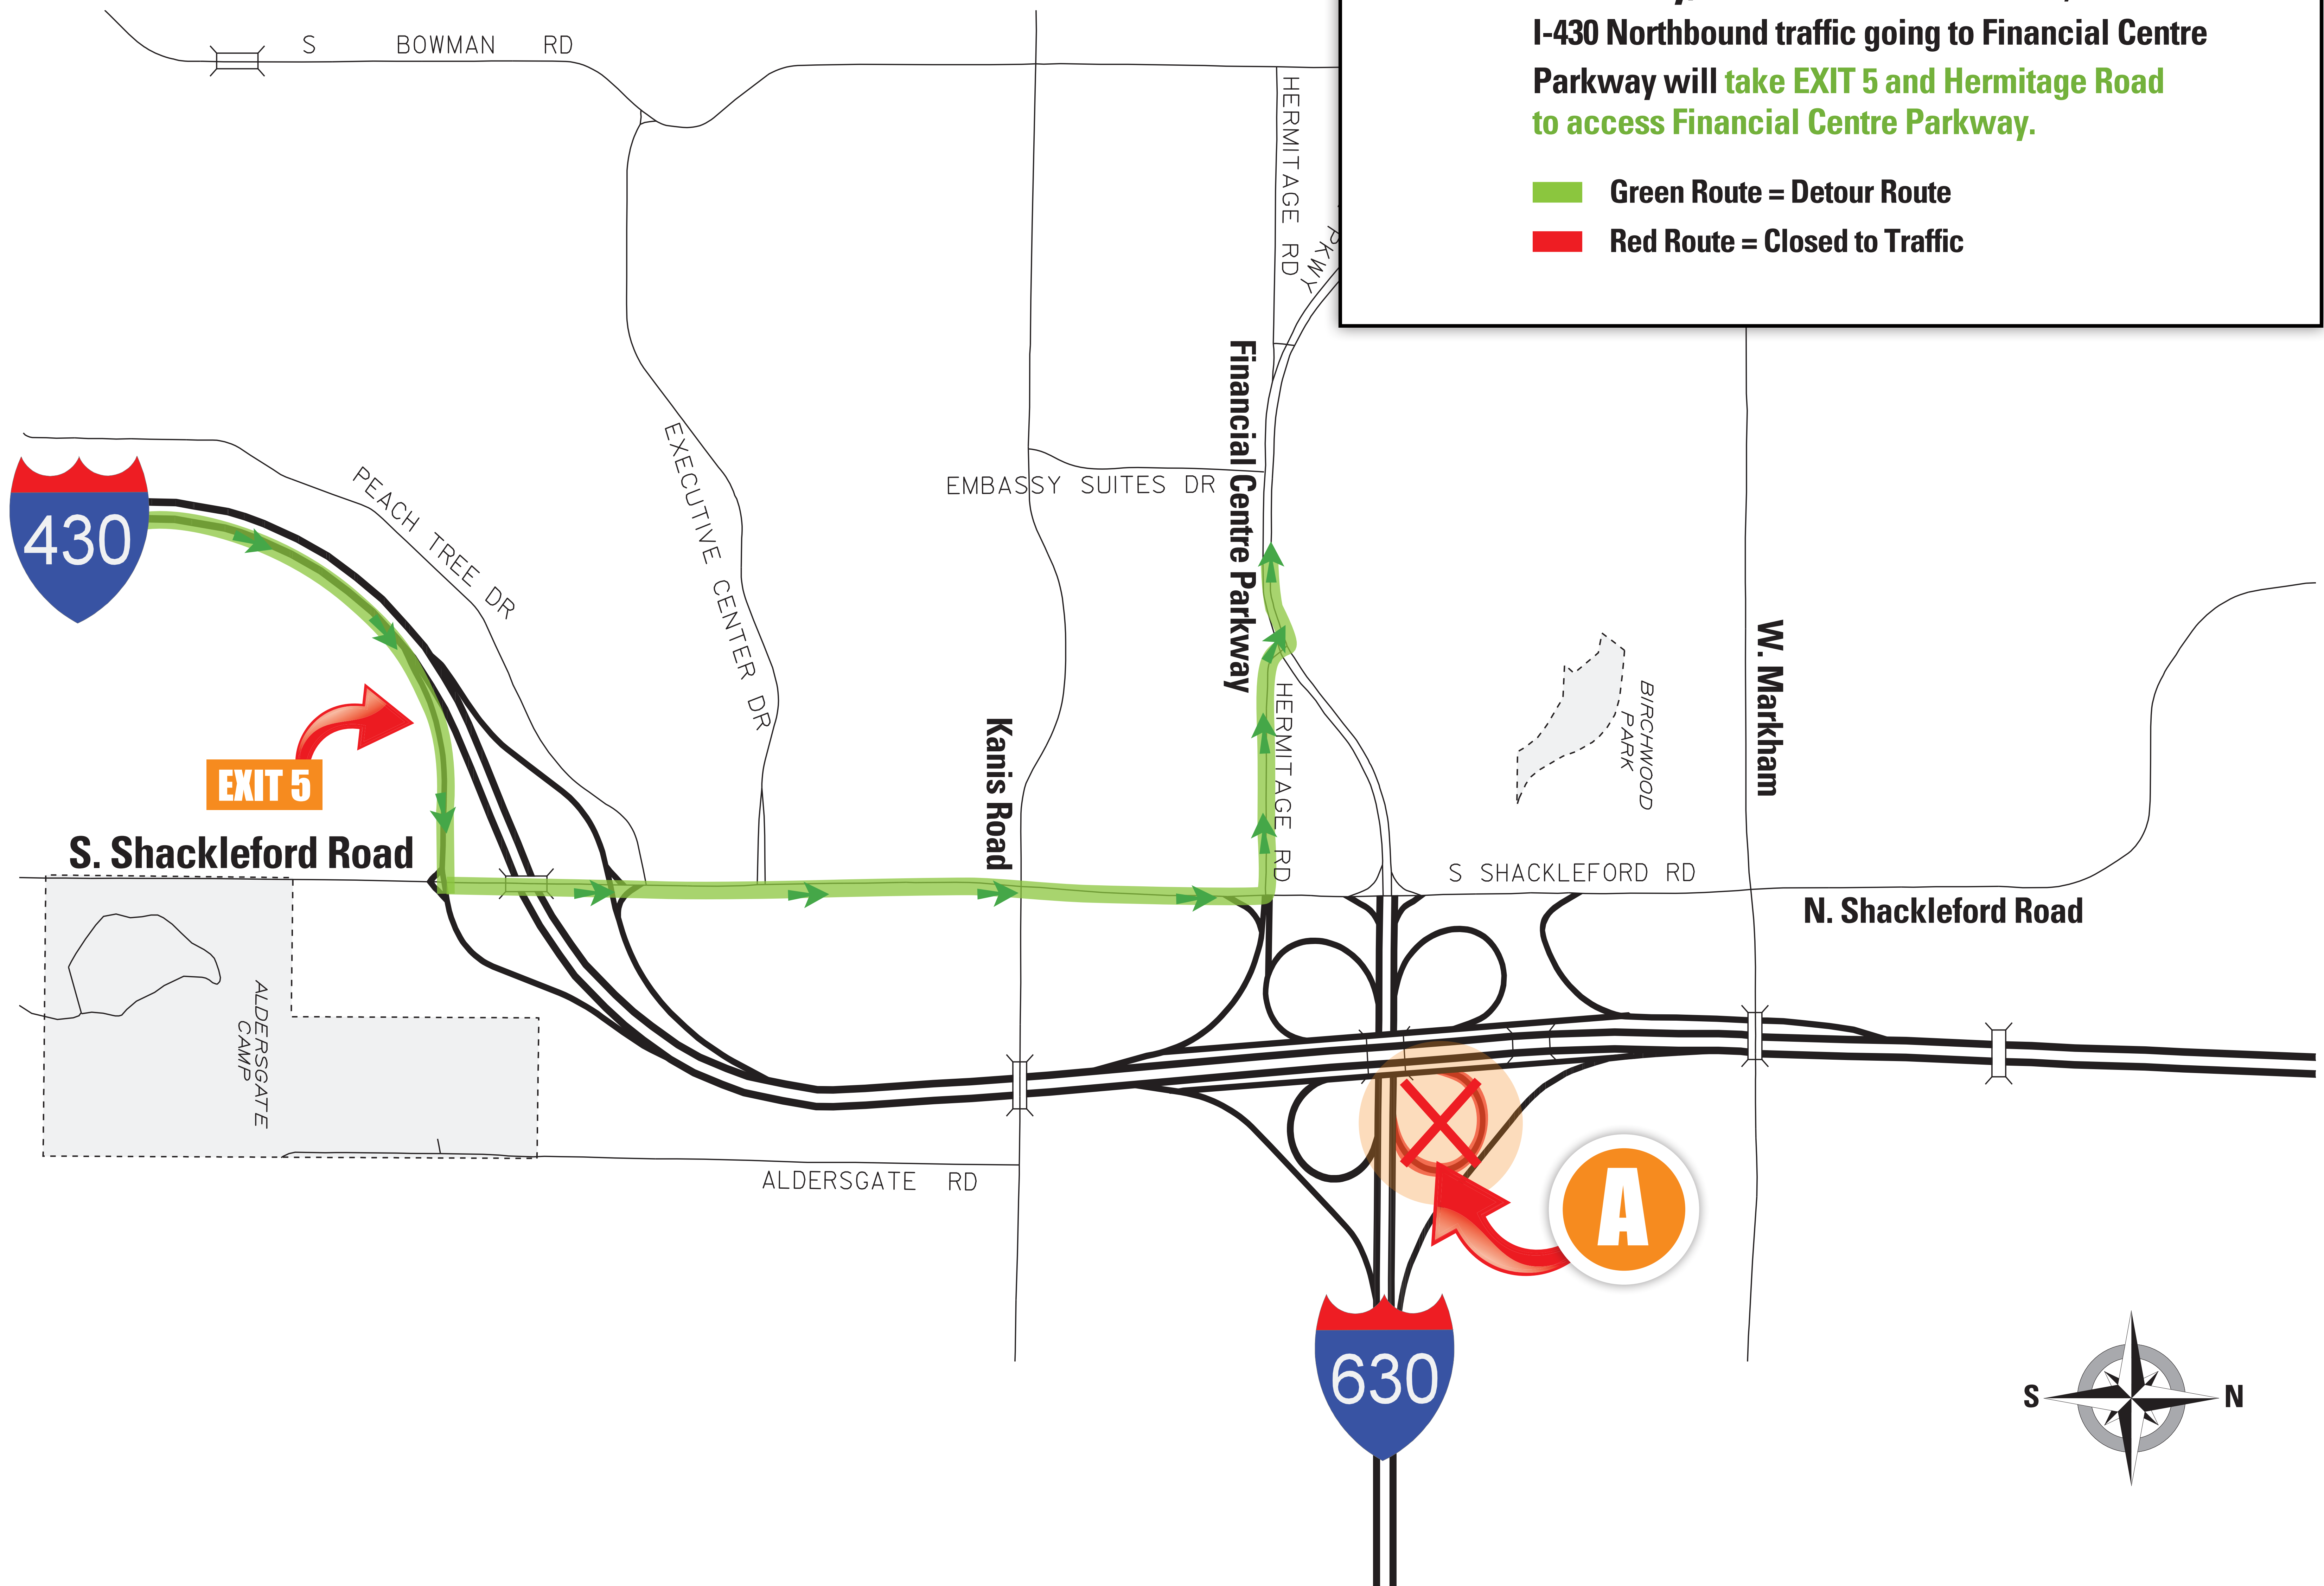 I-430 Northbound traffic going to Financial Centre
Parkway will take EXIT 5 and Hermitage Road
to access Financial Centre Parkway.
Green Route = Detour Route
Red Route = Closed to Traffic
S BOWMAN RD
HERMITAGE RD
PKWY
430
PEACH TREE DR
EXECUTIVE CENTER DR
EMBASSY SUITES DR
Financial Centre Parkway
EXIT 5
S. Shackleford Road
Kanis Road
HERMITAGE RD
BIRCHWOOD
PARK
W. Markham
S SHACKLEFORD RD
N. Shackleford Road
ALDERSGATE
CAMP
ALDERSGATE RD
A
630
S
N